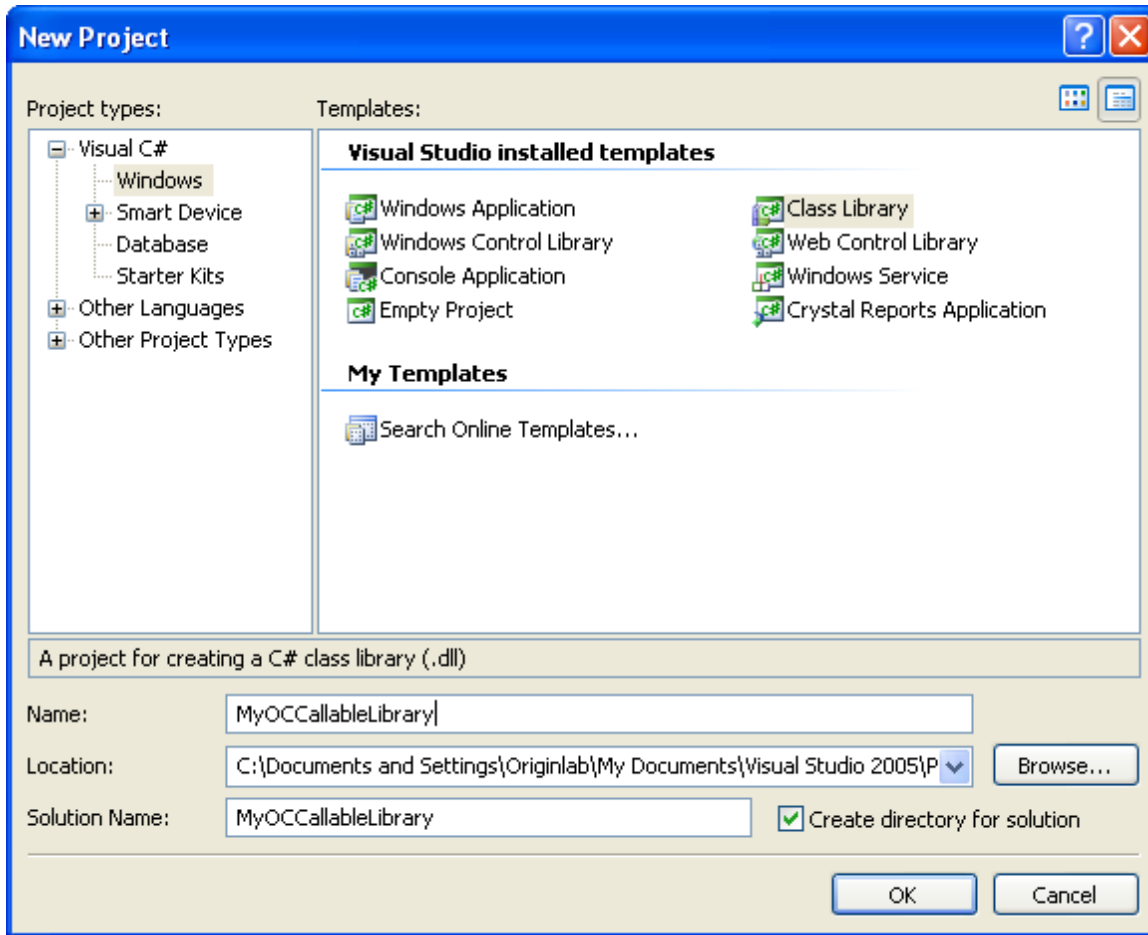 New Project
Project types:
Templates:
Visual C#
Windows
Smart Device
Database
Starter Kits
Other Languages
Other Project Types
Visual Studio installed templates
Windows Application
Class Library
Windows Control Library
Web Control Library
Console Application
Windows Service
Empty Project
Crystal Reports Application
My Templates
Search Online Templates...
A project for creating a C# class library (.dll)
Name: MyOCCallableLibrary
Location: C:\Documents and Settings\Originlab\My Documents\Visual Studio 2005\P Browse...
Solution Name: MyOCCallableLibrary Create directory for solution
OK Cancel